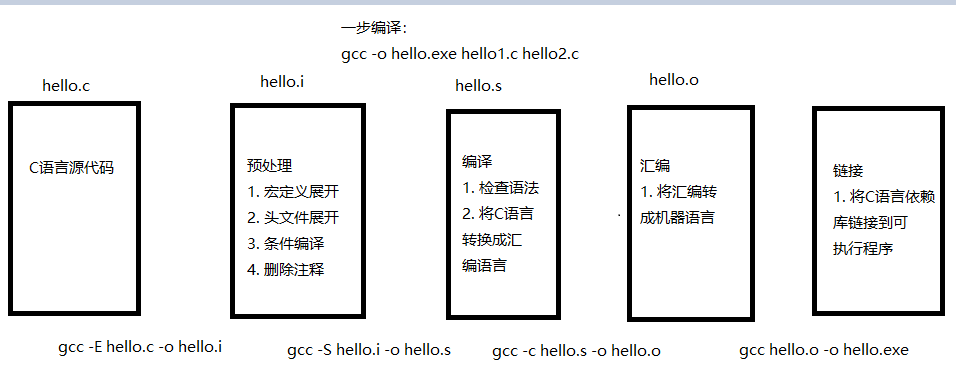 一步编译：
gcc -o hello.exe hello1.c hello2.c
hello.c
hello.i
hello.s
hello.o
C语言源代码
预处理
1. 宏定义展开
2. 头文件展开
3. 条件编译
4. 删除注释
编译
1. 检查语法
2. 将C语言
转换成汇
编语言
汇编
1. 将汇编转
成机器语言
链接
1. 将C语言依赖
库链接到可
执行程序
gcc -E hello.c -o hello.i
gcc -S hello.i -o hello.s
gcc -c hello.s -o hello.o
gcc hello.o -o hello.exe